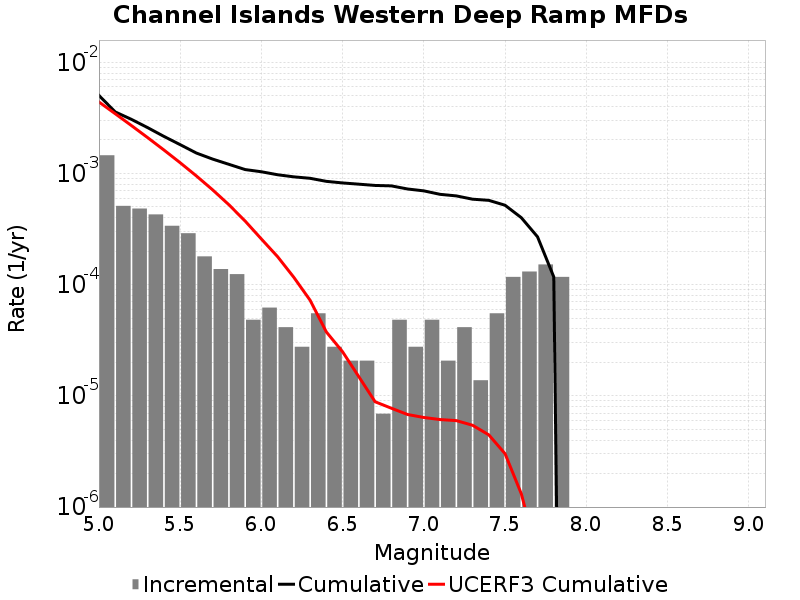 Channel Islands Western Deep Ramp MFDs
10-2
10-3
10-4
10-5
10-6
Rate (1/yr)
5.0 5.5 6.0 6.5 7.0 7.5 8.0 8.5 9.0
Magnitude
Incremental Cumulative UCERF3 Cumulative